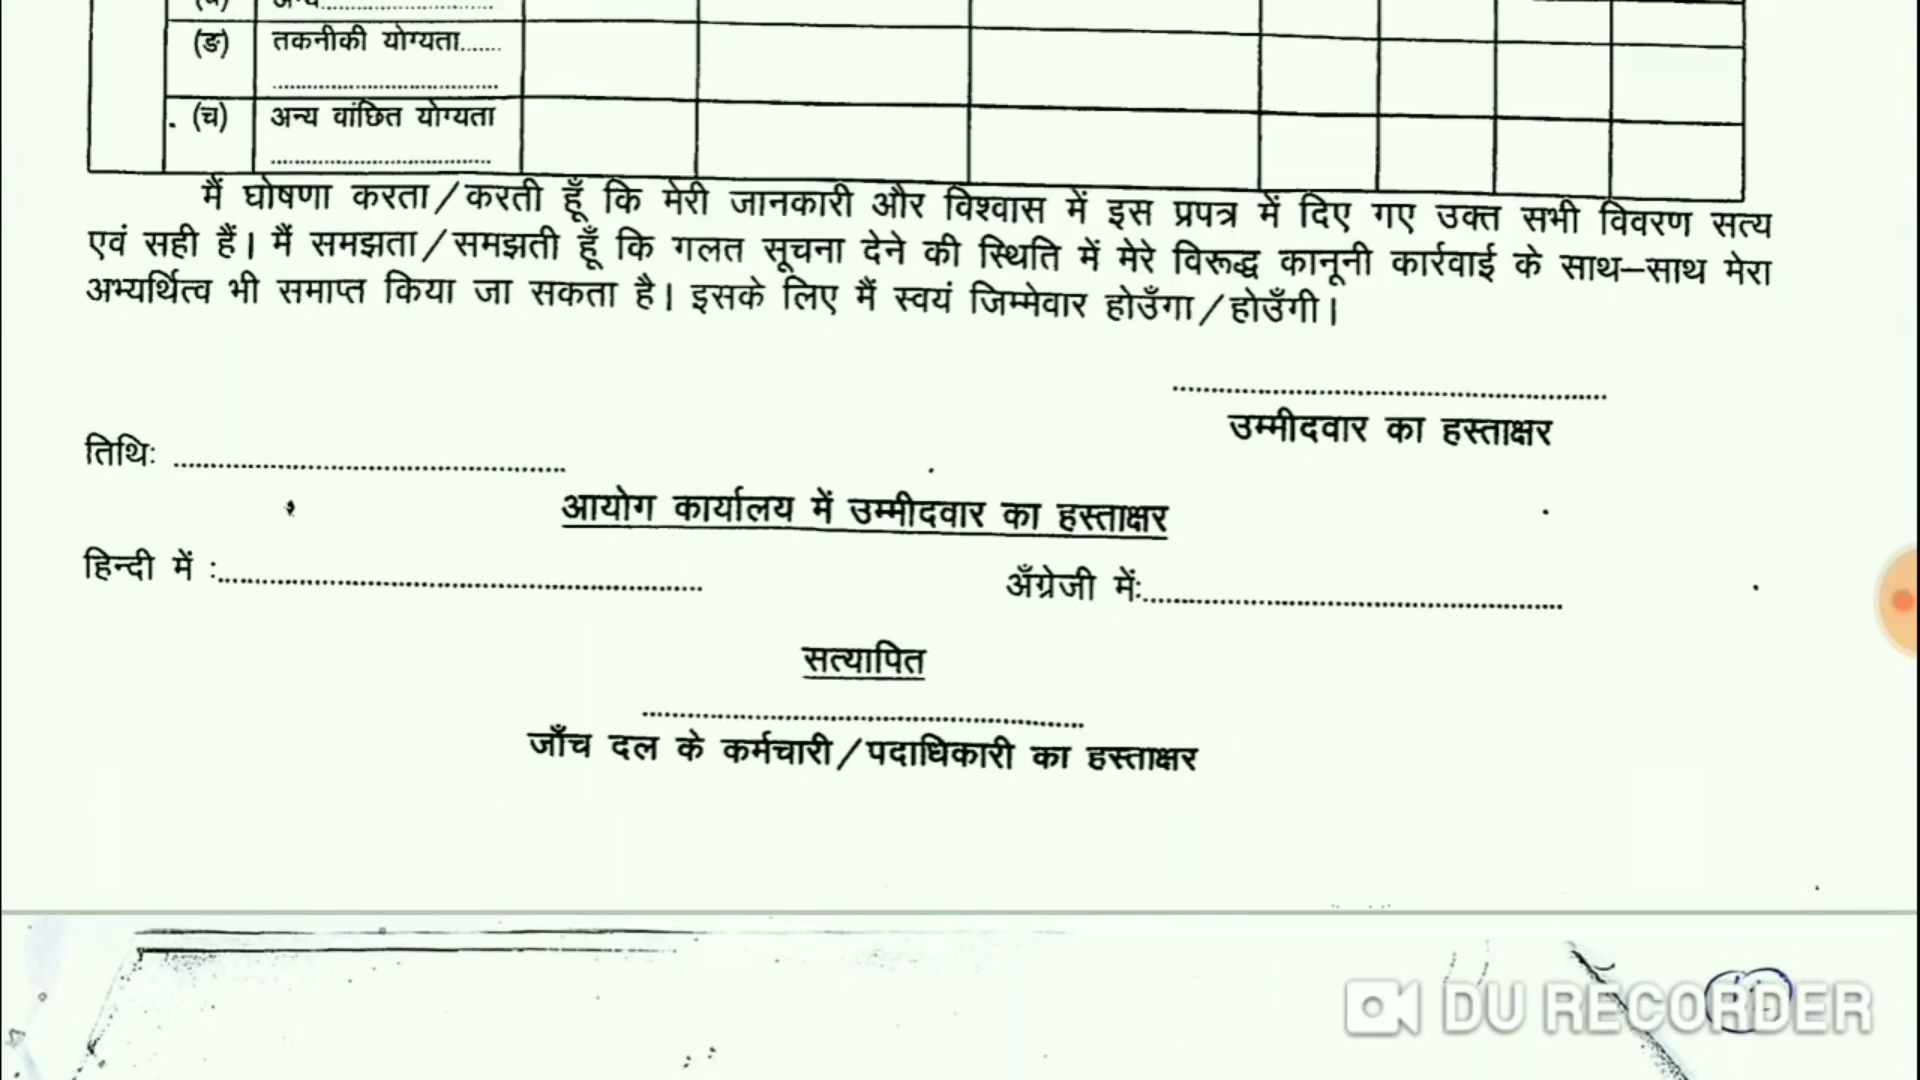 (ङ) तकनीकी योग्यता.......
(च) अन्य वांछित योग्यता
मैं घोषणा करता/करती हूँ कि मेरी जानकारी और विश्वास में इस प्रपत्र में दिए गए उक्त सभी विवरण सत्य
एवं सही हैं। मैं समझता/समझती हूँ कि गलत सूचना देने की स्थिति में मेरे विरूद्ध कानूनी कार्रवाई के साथ–साथ मेरा
अभ्यर्थित्व भी समाप्त किया जा सकता है। इसके लिए मैं स्वयं जिम्मेवार होउँगा/होउँगी।
उम्मीदवार का हस्ताक्षर
तिथिः
आयोग कार्यालय में उम्मीदवार का हस्ताक्षर
हिन्दी में : अँग्रेजी में:
सत्यापित
जाँच दल के कर्मचारी/पदाधिकारी का हस्ताक्षर
DU RECORDER